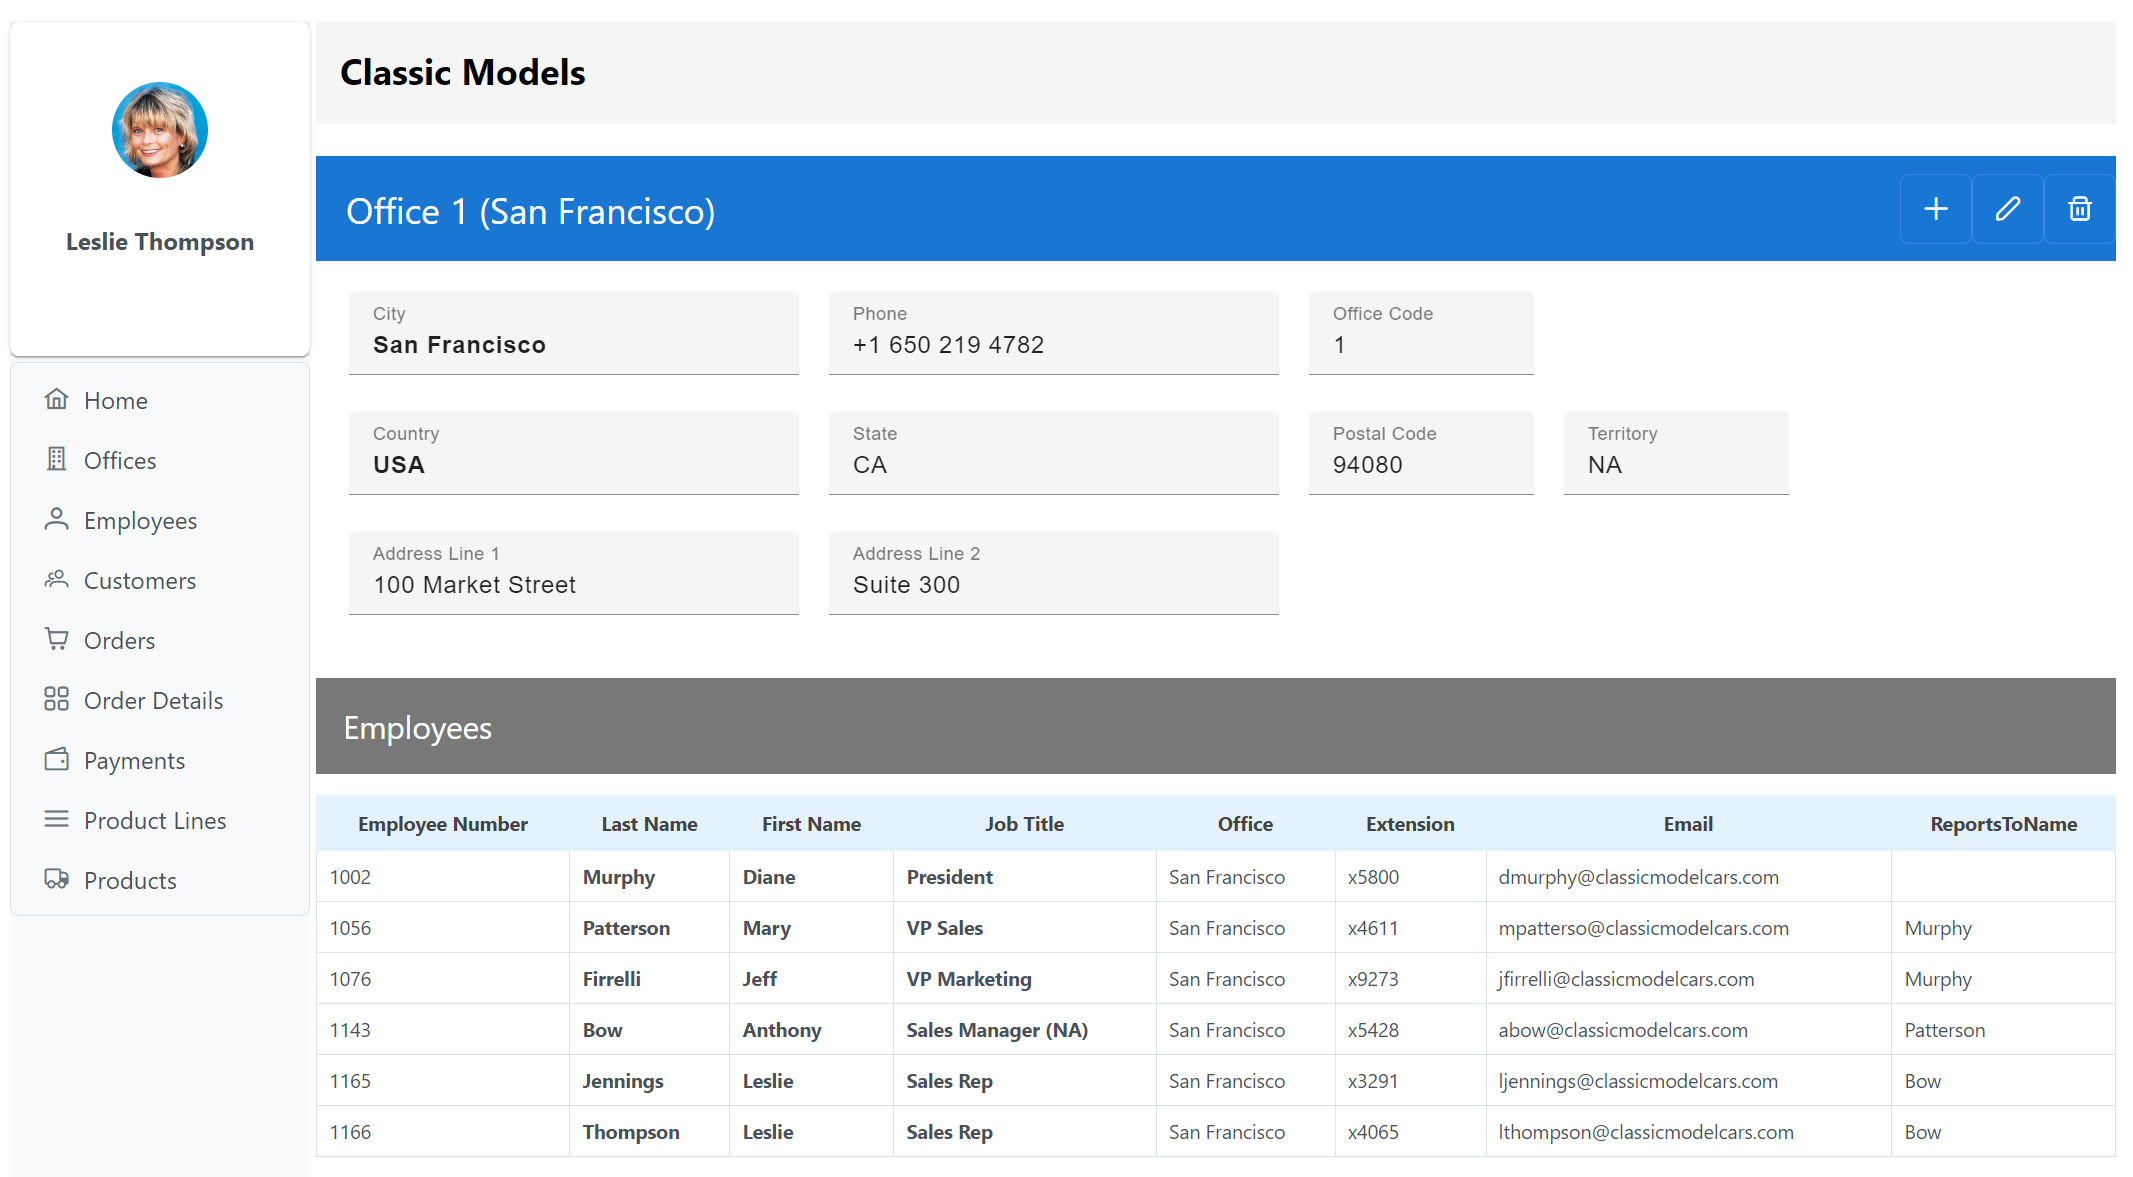 Classic Models
Leslie Thompson
Home
Offices
Employees
Customers
Orders
Order Details
Payments
Product Lines
Products
Office 1 (San Francisco)
City
San Francisco
Phone
+1 650 219 4782
Office Code
1
Country
USA
State
CA
Postal Code
94080
Territory
NA
Address Line 1
100 Market Street
Address Line 2
Suite 300
Employees
Employee Number Last Name First Name Job Title Office Extension Email ReportsToName
1002 Murphy Diane President San Francisco x5800 dmurphy@classicmodelcars.com
1056 Patterson Mary VP Sales San Francisco x4611 mpatterso@classicmodelcars.com Murphy
1076 Firrelli Jeff VP Marketing San Francisco x9273 jfirrelli@classicmodelcars.com Murphy
1143 Bow Anthony Sales Manager (NA) San Francisco x5428 abow@classicmodelcars.com Patterson
1165 Jennings Leslie Sales Rep San Francisco x3291 ljennings@classicmodelcars.com Bow
1166 Thompson Leslie Sales Rep San Francisco x4065 lthompson@classicmodelcars.com Bow